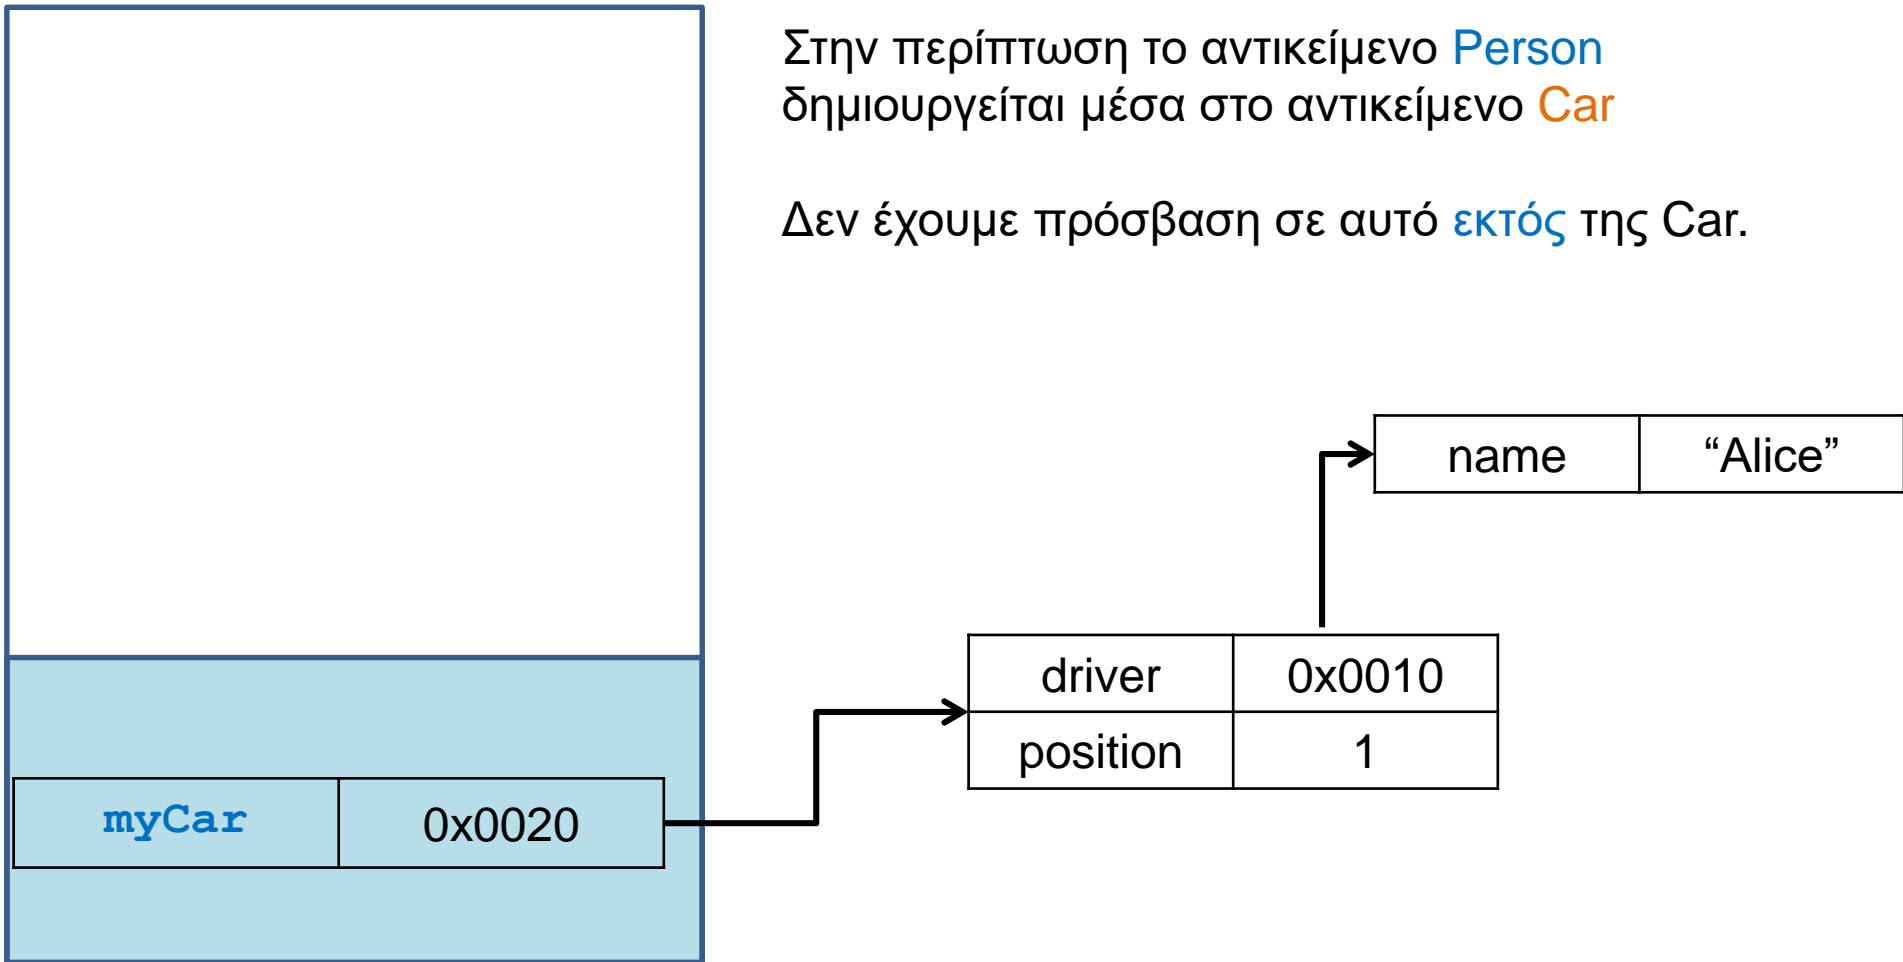 Στην περίπτωση το αντικείμενο Person
δημιουργείται μέσα στο αντικείμενο Car
Δεν έχουμε πρόσβαση σε αυτό εκτός της Car.
name “Alice”
driver 0x0010
position 1
myCar 0x0020